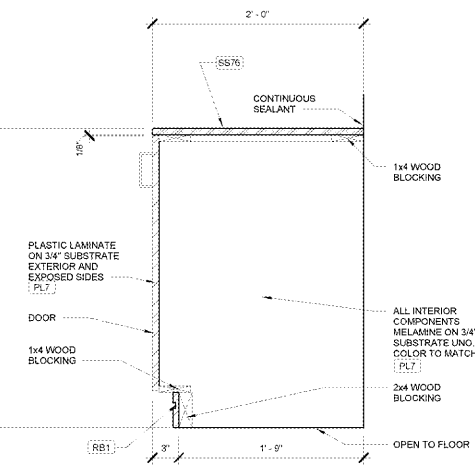 2' - 0"
SS76
CONTINUOUS
SEALANT
1/8"
1x4 WOOD
BLOCKING
PLASTIC LAMINATE
ON 3/4" SUBSTRATE
EXTERIOR AND
EXPOSED SIDES
PL7
DOOR
1x4 WOOD
BLOCKING
ALL INTERIOR
COMPONENTS
MELAMINE ON 3/4"
SUBSTRATE UNO.
COLOR TO MATCH
PL7
2x4 WOOD
BLOCKING
RB1
3"
1' - 9"
OPEN TO FLOOR